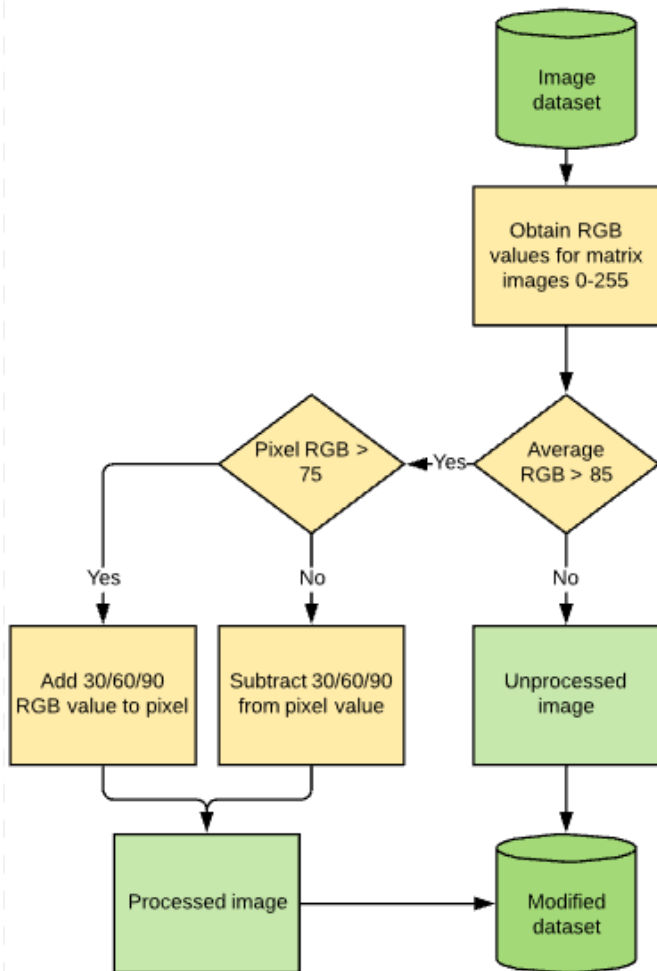 Image
dataset
Obtain RGB
values for matrix
images 0-255
Average
RGB > 85
Yes
Pixel RGB >
75
Yes
No
No
Add 30/60/90
RGB value to pixel
Subtract 30/60/90
from pixel value
Unprocessed
image
Processed image
Modified
dataset